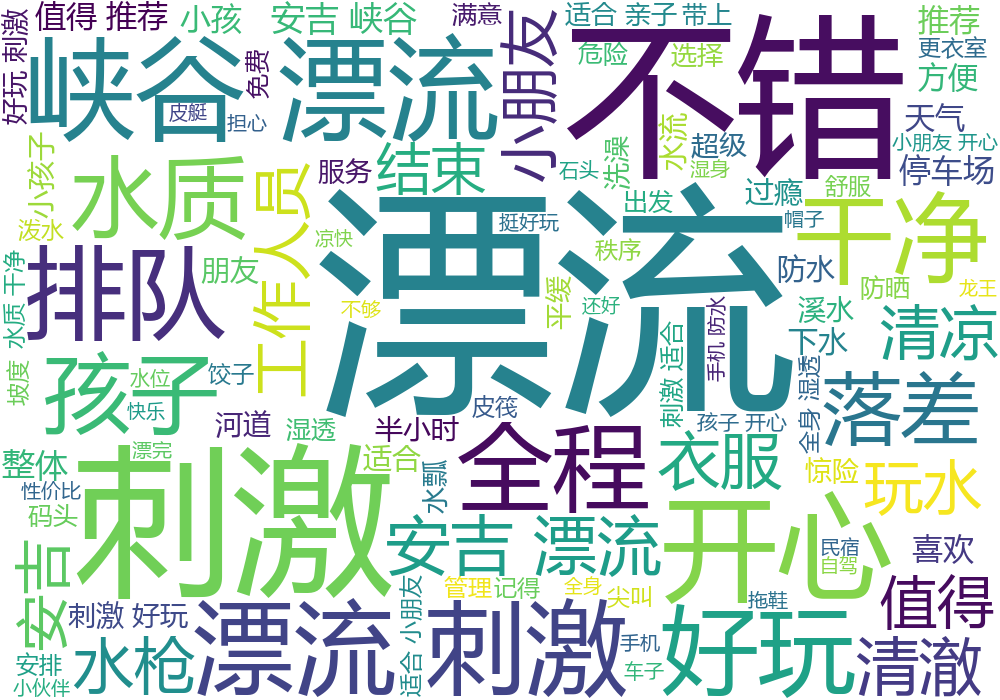 好玩 刺激
值得 推荐
小孩
安吉 峡谷
满意
适合 亲子
带上
推荐
峡谷
免费
漂流
小朋友
危险
选择
不错
更衣室
方便
皮艇
担心
天气
小朋友 开心
小孩子
水质
服务
结束
石头
洗澡
水流
超级
湿身
停车场
泼水
工作人员
凉快
漂流
挺好玩
出发
过瘾
舒服
帽子
干净
水质 干净
排队
朋友
秩序
防水
防晒
龙王
不够
平缓
还好
手机 防水
溪水
下水
清凉
坡度
孩子
水位
快乐
饺子
刺激 适合
全身 湿透
落差
皮筏
孩子 开心
河道
湿透
半小时
全程
衣服
整体
漂完
适合
水瓢
惊险
玩水
性价比
码头
刺激
安吉 漂流
开心
民宿
自驾
喜欢
安吉
管理
记得
全身
尖叫
拖鞋
值得
刺激 好玩
适合 小朋友
安排
小伙伴
水枪
漂流
刺激
手机
车子
好玩
清澈